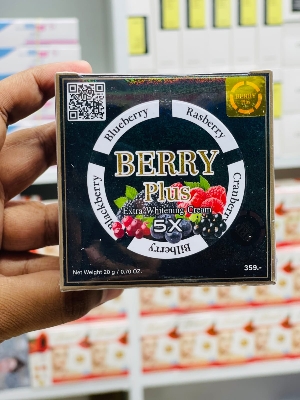 Blueberry
Rasberry
Blackberry
Cranberry
Bilberry
BERRY
Plus
Extra Whitening Cream
5X
Net Weight 20 g / 0.70 OZ.
359.-